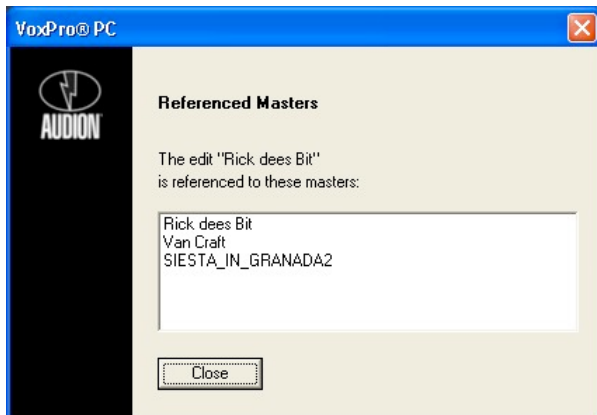 VoxPro® PC
AUDION
Referenced Masters
The edit "Rick dees Bit"
is referenced to these masters:
Rick dees Bit
Van Craft
SIESTA_IN_GRANADA2
Close